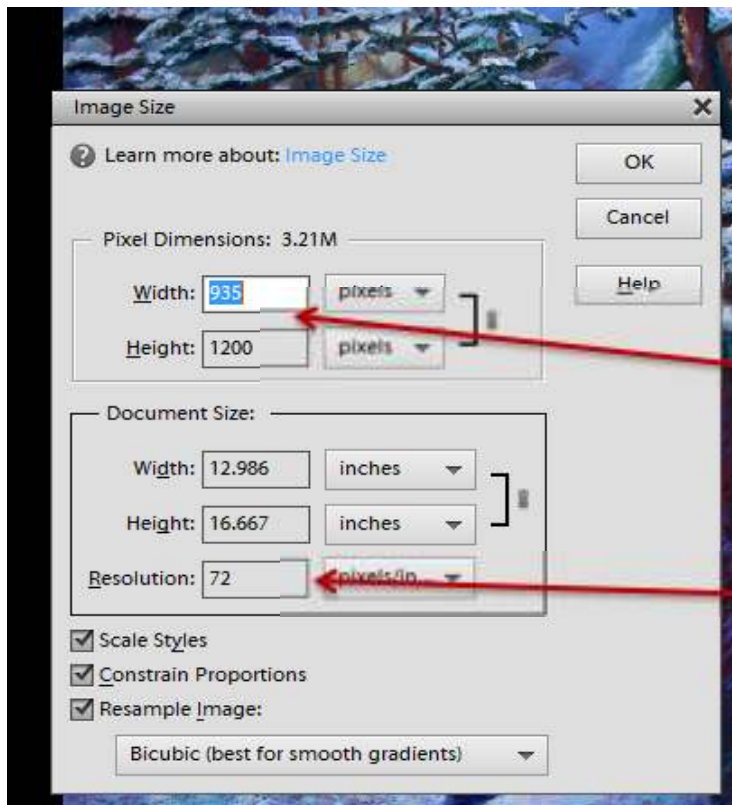 Image Size
Learn more about: Image Size
OK
Cancel
Help
Pixel Dimensions: 3.21M
Width: 935 pixels
Height: 1200 pixels
Document Size:
Width: 12.986 inches
Height: 16.667 inches
Resolution: 72 pixels/in
Scale Styles
Constrain Proportions
Resample Image:
Bicubic (best for smooth gradients)